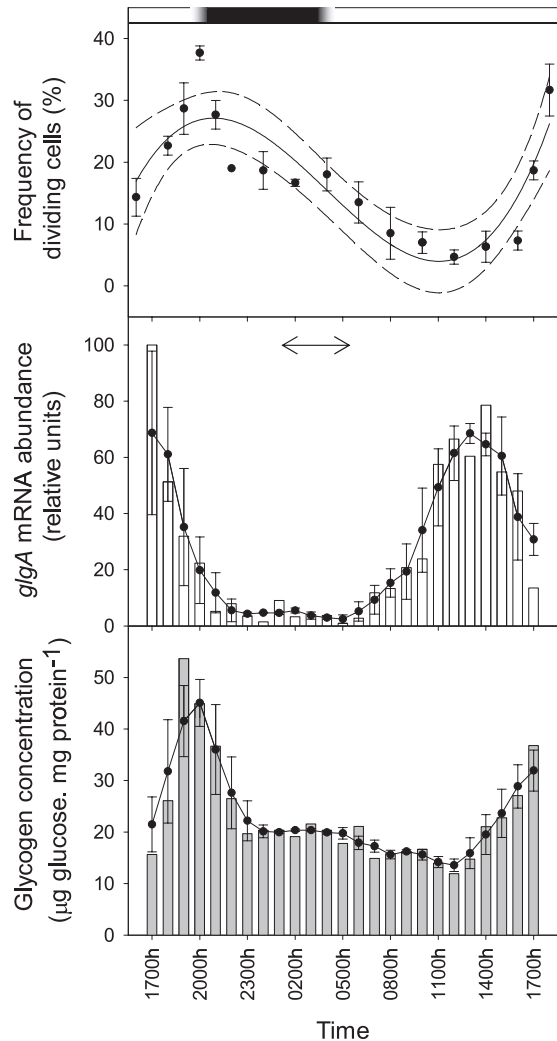 Frequency of
dividing cells (%)
40
30
20
10
0
glgA mRNA abundance
(relative units)
100
80
60
40
20
0
Glycogen concentration
(µg glucose. mg protein-1)
50
40
30
20
10
0
1700h
2000h
2300h
0200h
0500h
1100h
1400h
1700h
Time